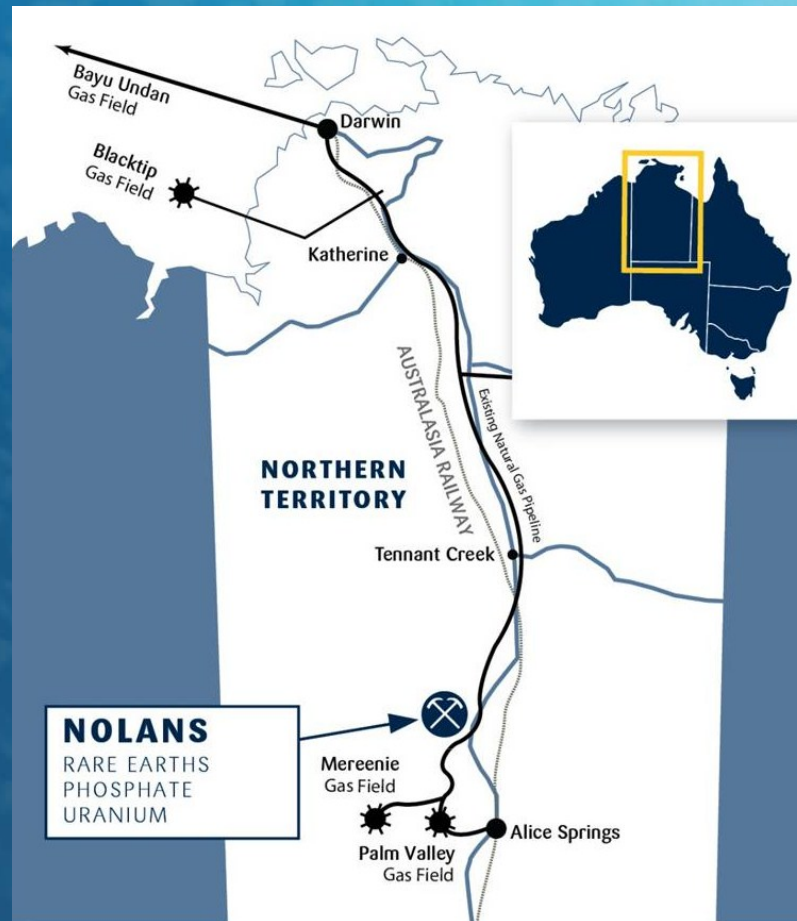 Bayu Undan
Gas Field
Darwin
Blacktip
Gas Field
Katherine
AUSTRALASIA RAILWAY
Existing Natural Gas Pipeline
NORTHERN
TERRITORY
Tennant Creek
NOLANS
RARE EARTHS
PHOSPHATE
URANIUM
Mereenie
Gas Field
Alice Springs
Palm Valley
Gas Field